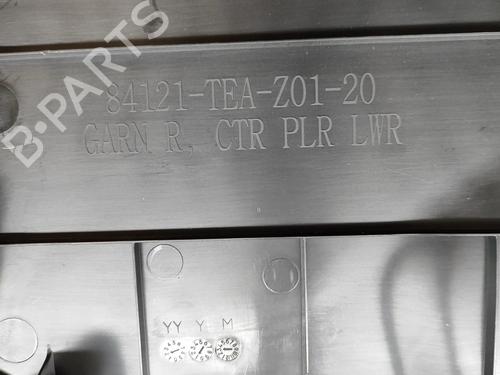 B-PARTS
84121-TEA-Z01-20
GARN R, CTR PLR LWR
YY Y M